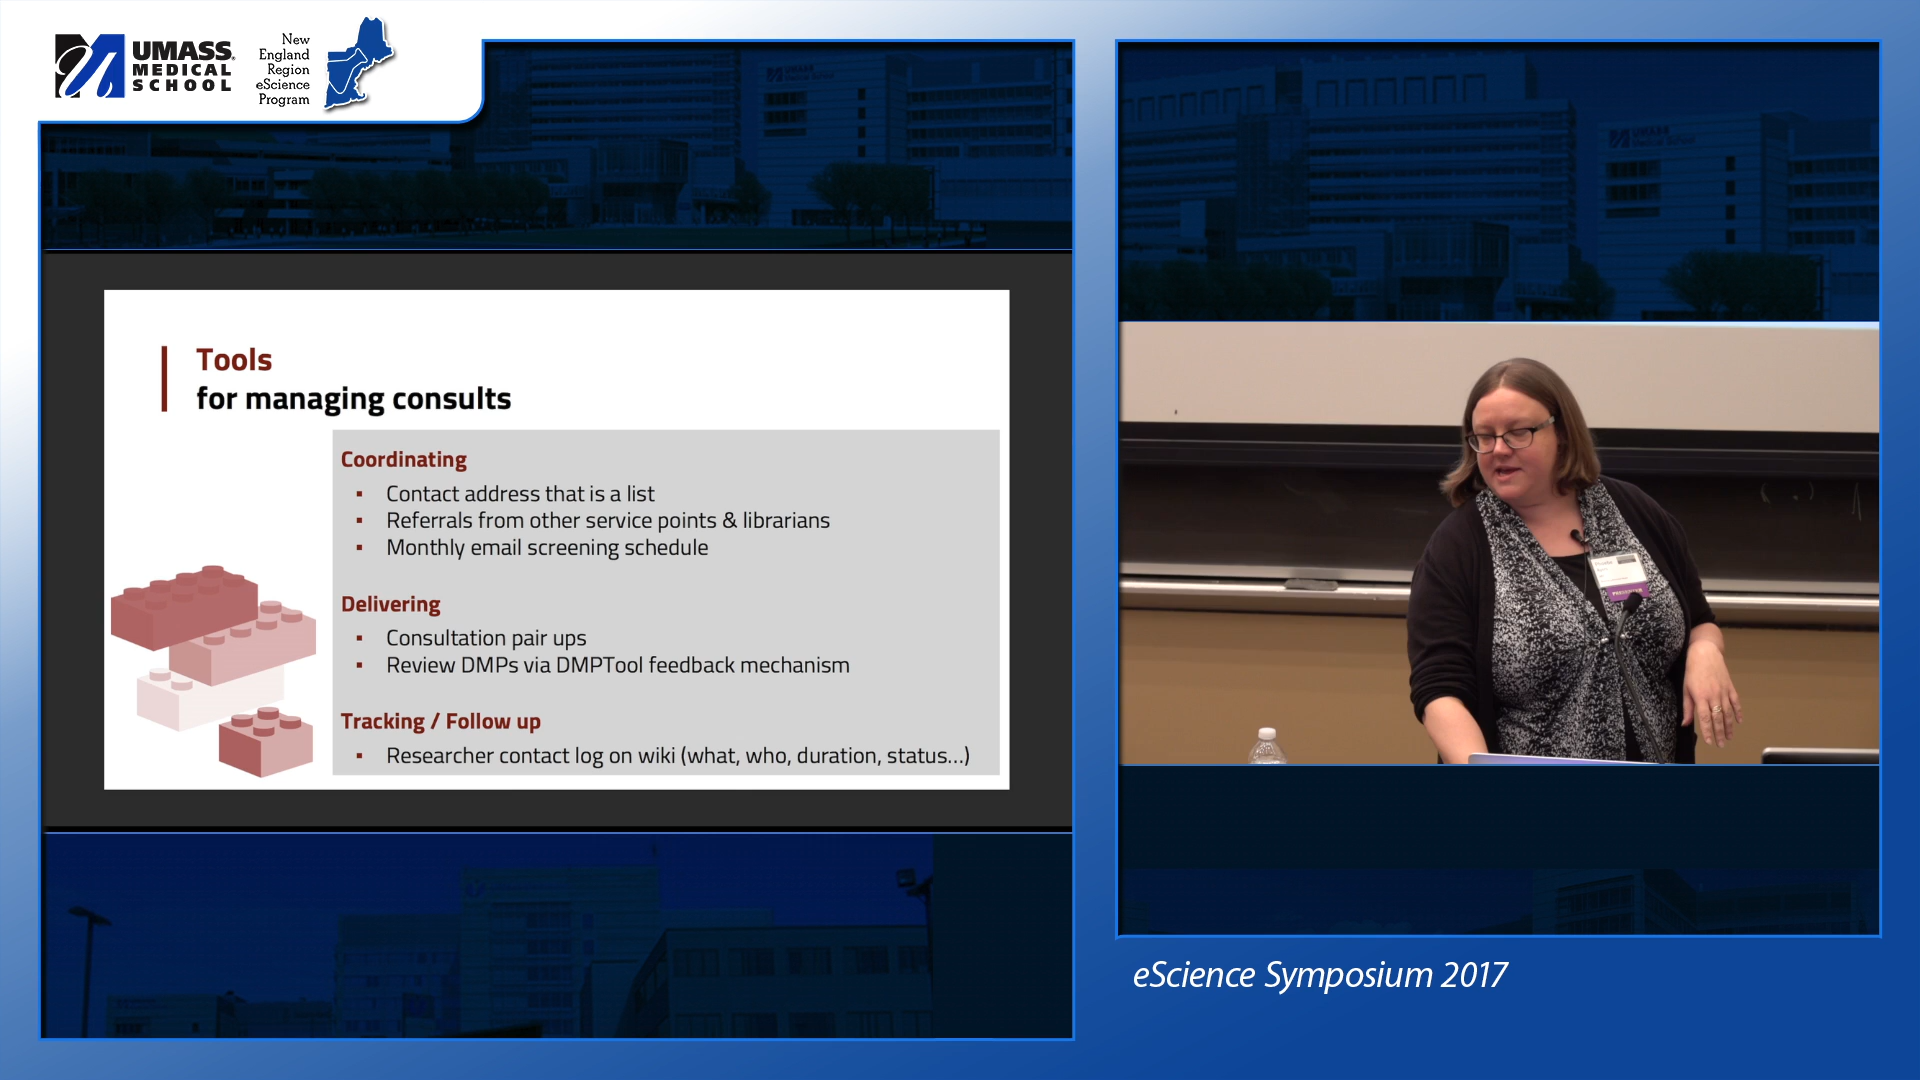 UMASS
MEDICAL
SCHOOL
New
England
Region
eScience
Program
Tools
for managing consults
Coordinating
▪ Contact address that is a list
▪ Referrals from other service points & librarians
▪ Monthly email screening schedule
Delivering
▪ Consultation pair ups
▪ Review DMPs via DMPTool feedback mechanism
Tracking / Follow up
▪ Researcher contact log on wiki (what, who, duration, status...)
eScience Symposium 2017